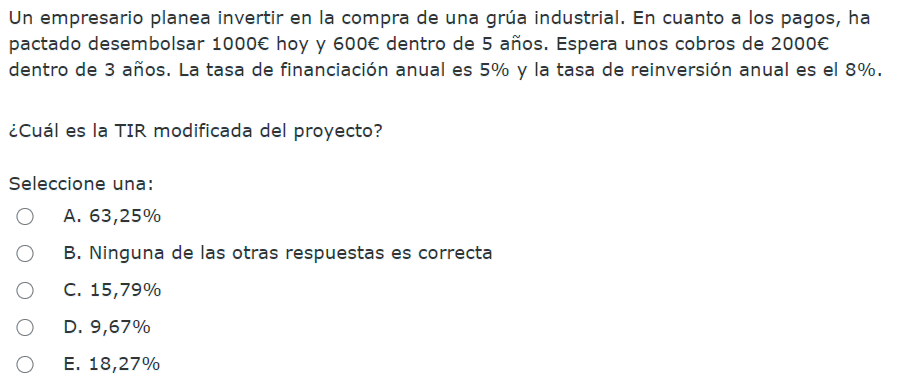 Un empresario planea invertir en la compra de una grúa industrial. En cuanto a los pagos, ha
pactado desembolsar 1000€ hoy y 600€ dentro de 5 años. Espera unos cobros de 2000€
dentro de 3 años. La tasa de financiación anual es 5% y la tasa de reinversión anual es el 8%.
¿Cuál es la TIR modificada del proyecto?
Seleccione una:
A. 63,25%
B. Ninguna de las otras respuestas es correcta
C. 15,79%
D. 9,67%
E. 18,27%